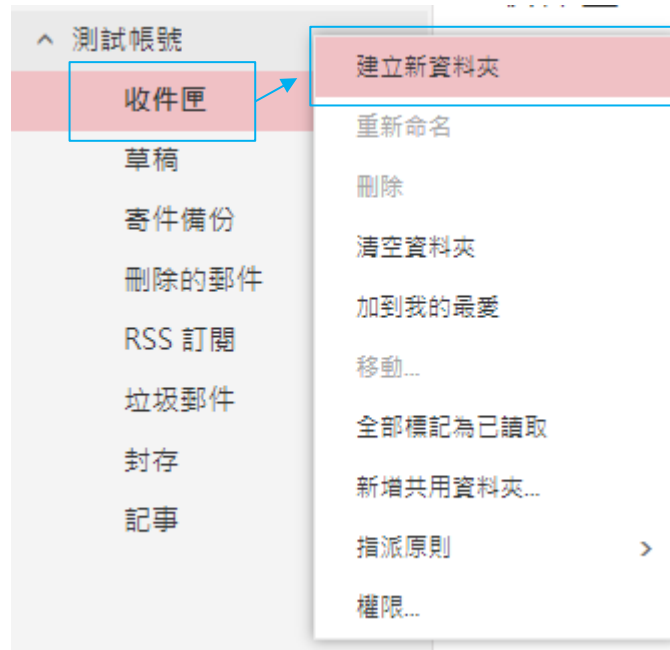 測試帳號
收件匣
草稿
寄件備份
刪除的郵件
RSS 訂閱
垃圾郵件
封存
記事
建立新資料夾
重新命名
刪除
清空資料夾
加到我的最愛
移動...
全部標記為已讀取
新增共用資料夾...
指派原則
權限...